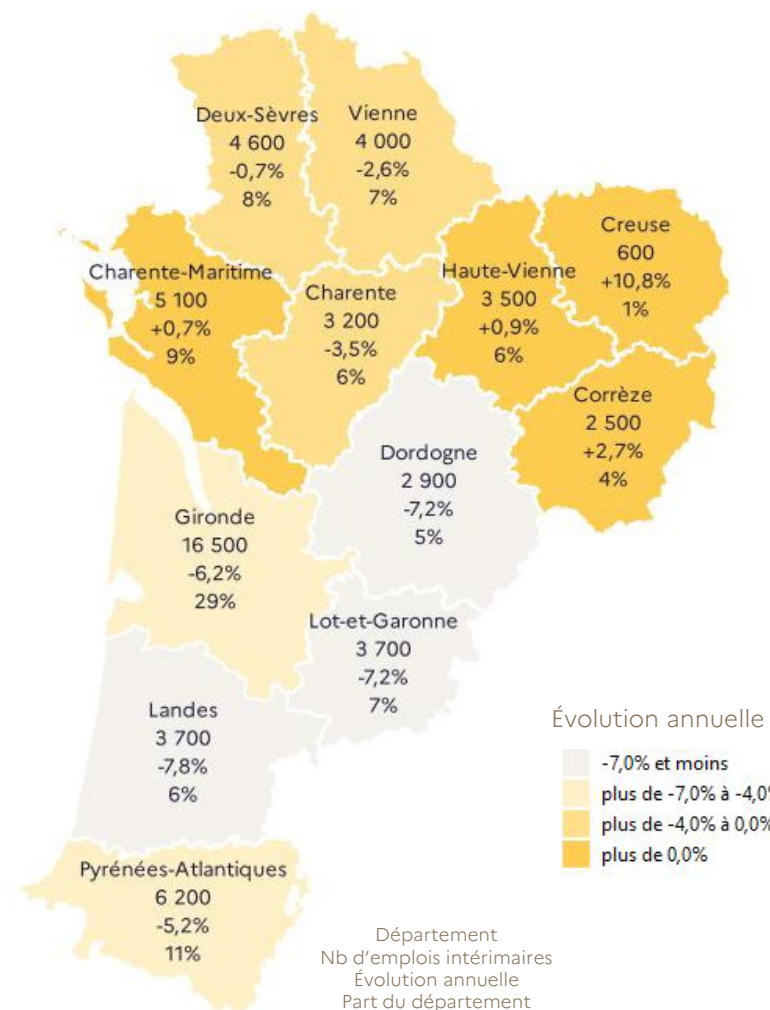 Deux-Sèvres
4 600
-0,7%
8%
Vienne
4 000
-2,6%
7%
Charente-Maritime
5 100
+0,7%
9%
Charente
3 200
-3,5%
6%
Haute-Vienne
3 500
+0,9%
6%
Creuse
600
+10,8%
1%
Corrèze
2 500
+2,7%
4%
Dordogne
2 900
-7,2%
5%
Gironde
16 500
-6,2%
29%
Lot-et-Garonne
3 700
-7,2%
7%
Landes
3 700
-7,8%
6%
Pyrénées-Atlantiques
6 200
-5,2%
11%
Évolution annuelle
-7,0% et moins
plus de -7,0% à -4,0%
plus de -4,0% à 0,0%
plus de 0,0%
Département
Nb d'emplois intérimaires
Évolution annuelle
Part du département